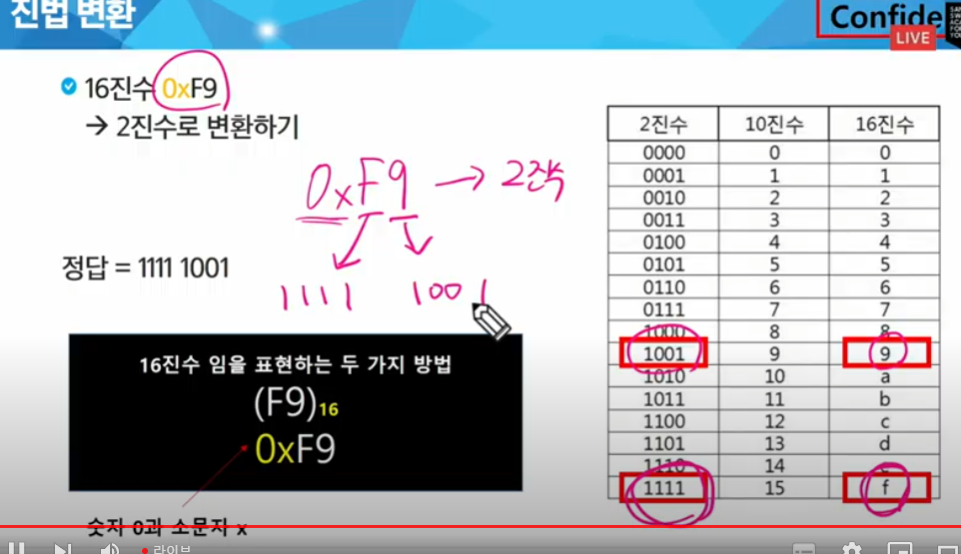 진법 변환
Confide
LIVE
16진수 0xF9
→ 2진수로 변환하기
0xF9 → 2진수
1111 1001
정답 = 1111 1001
16진수 임을 표현하는 두 가지 방법
(F9)16
0xF9
숫자 0과 소문자 x
2진수 10진수 16진수
0000 0 0
0001 1 1
0010 2 2
0011 3 3
0100 4 4
0101 5 5
0110 6 6
0111 7 7
1000 8 8
1001 9 9
1010 10 a
1011 11 b
1100 12 c
1101 13 d
1110 14 e
1111 15 f
라이브